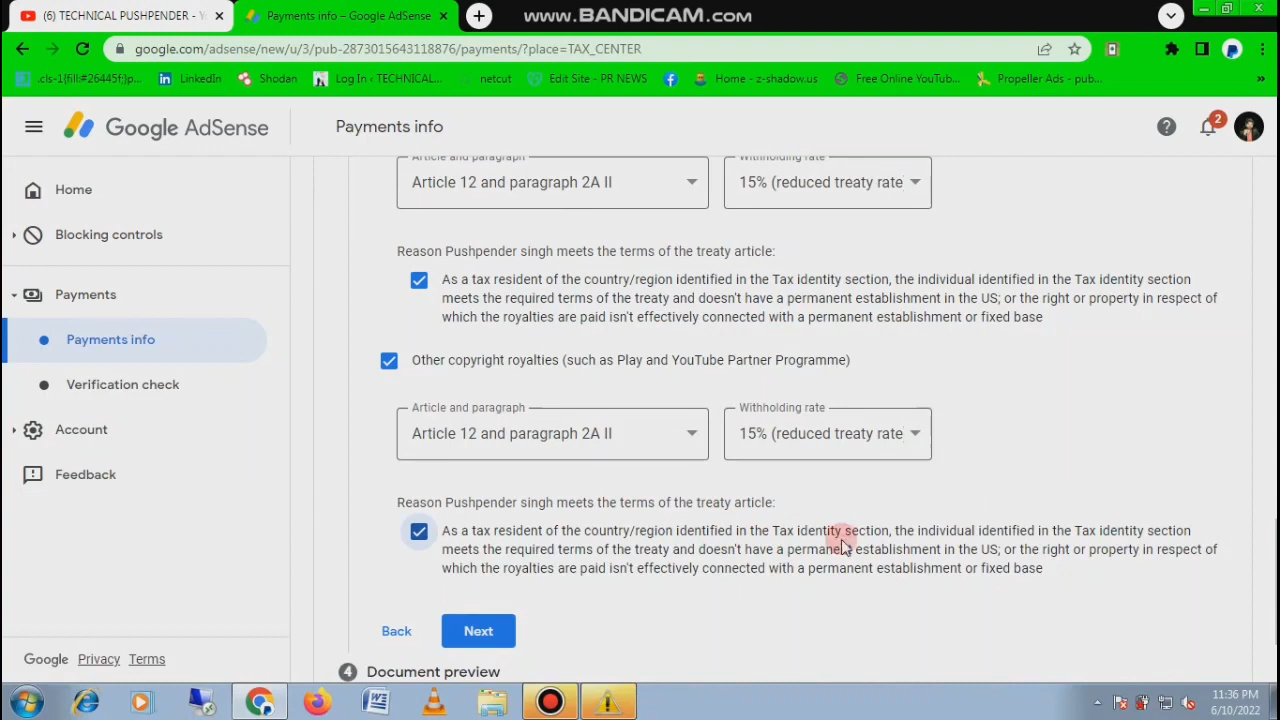 (6) TECHNICAL PUSHPENDER - Y
Payments info – Google AdSense
www.BANDICAM.com
google.com/adsense/new/u/3/pub-2873015643118876/payments/?place=TAX_CENTER
.cls-1{fill:#26445f;}p...
LinkedIn
Shodan
Log In ‹ TECHNICAL...
netcut
Edit Site - PR NEWS
Home - z-shadow.us
Free Online YouTub...
Propeller Ads - pub...
»
Google AdSense
Payments info
2
Home
Blocking controls
Payments
Payments info
Verification check
Account
Feedback
Google Privacy Terms
Article and paragraph
Withholding rate
Article 12 and paragraph 2A II
15% (reduced treaty rate
Reason Pushpender singh meets the terms of the treaty article:
As a tax resident of the country/region identified in the Tax identity section, the individual identified in the Tax identity section
meets the required terms of the treaty and doesn't have a permanent establishment in the US; or the right or property in respect of
which the royalties are paid isn't effectively connected with a permanent establishment or fixed base
Other copyright royalties (such as Play and YouTube Partner Programme)
Article and paragraph
Withholding rate
Article 12 and paragraph 2A II
15% (reduced treaty rate
Reason Pushpender singh meets the terms of the treaty article:
As a tax resident of the country/region identified in the Tax identity section, the individual identified in the Tax identity section
meets the required terms of the treaty and doesn't have a permanent establishment in the US; or the right or property in respect of
which the royalties are paid isn't effectively connected with a permanent establishment or fixed base
Back
Next
4 Document preview
11:36 PM
6/10/2022